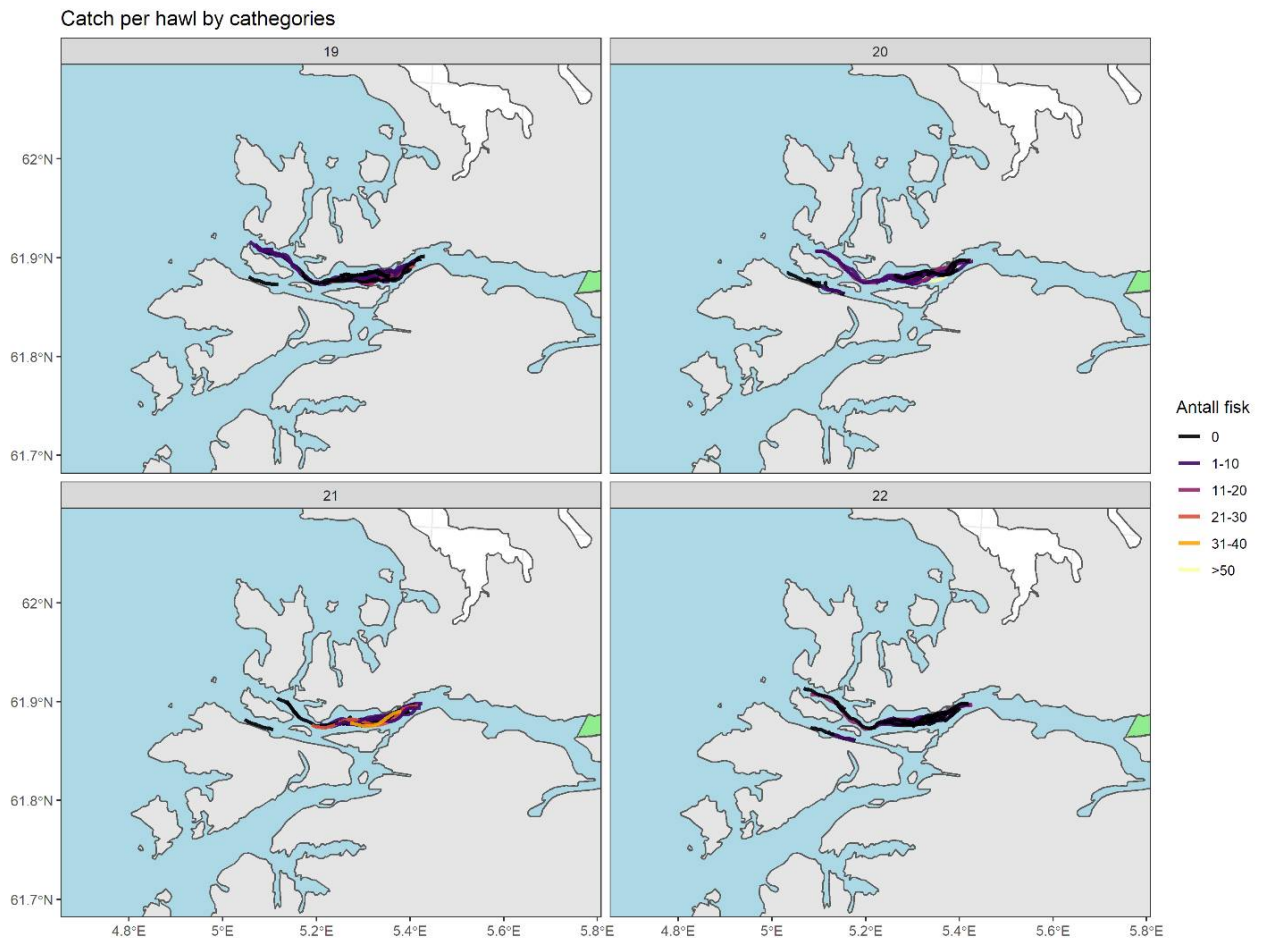 Catch per hawl by cathegories
19
20
62°N
61.9°N
61.8°N
61.7°N
21
22
62°N
61.9°N
61.8°N
61.7°N
4.8°E 5°E 5.2°E 5.4°E 5.6°E 5.8°E
4.8°E 5°E 5.2°E 5.4°E 5.6°E 5.8°E
Antall fisk
0
1-10
11-20
21-30
31-40
>50